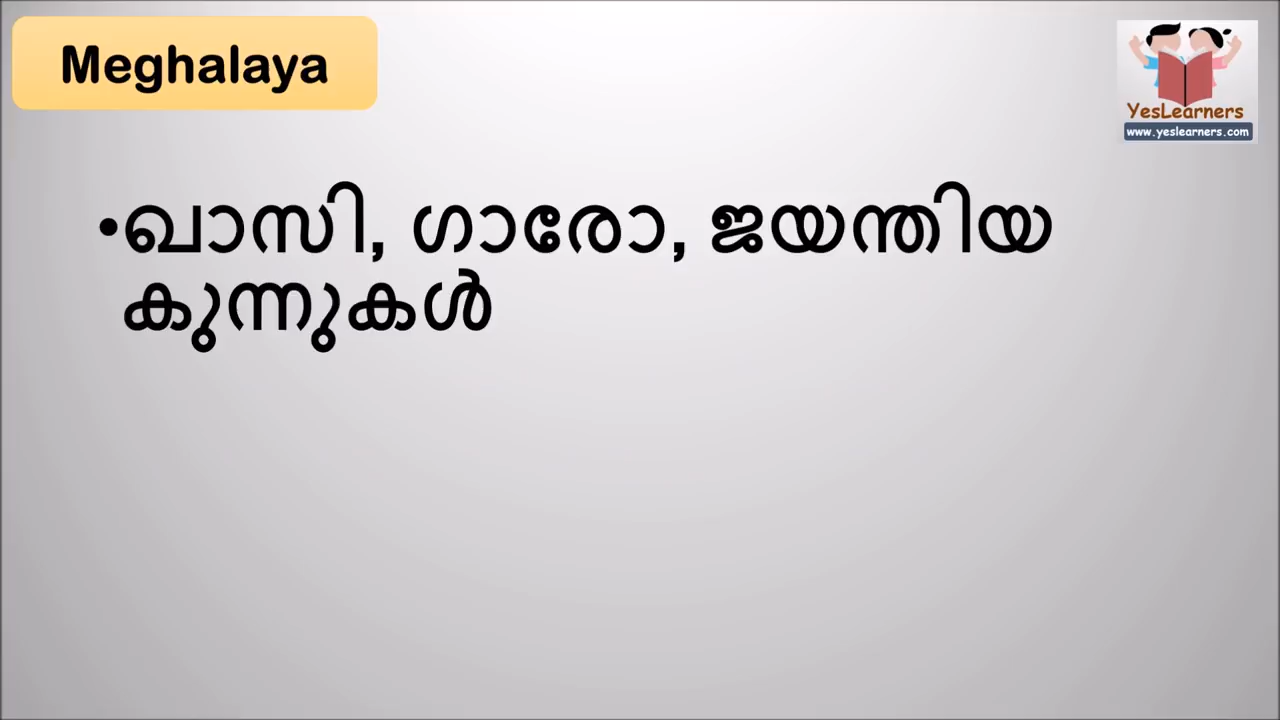 Meghalaya
YesLearners
www.yeslearners.com
•ഖാസി, ഗാരോ, ജയന്തിയ
കുന്നുകൾ